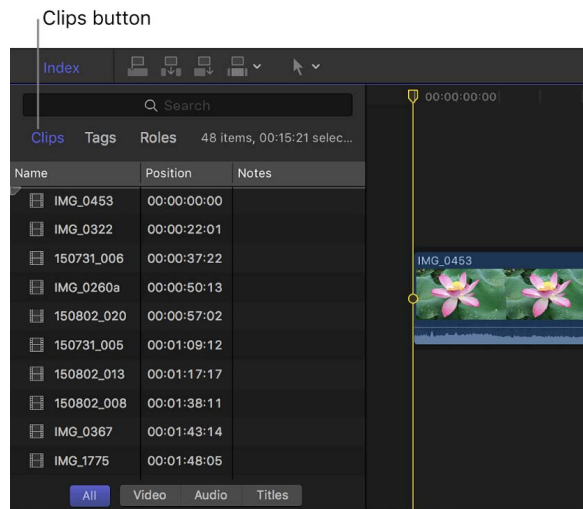 Clips button
Index
Search
00:00:00:00
Clips Tags Roles 48 items, 00:15:21 selec...
Name Position Notes
IMG_0453 00:00:00:00
IMG_0322 00:00:22:01
150731_006 00:00:37:22
IMG_0453
IMG_0260a 00:00:50:13
150802_020 00:00:57:02
150731_005 00:01:09:12
150802_013 00:01:17:17
150802_008 00:01:38:11
IMG_0367 00:01:43:14
IMG_1775 00:01:48:05
All Video Audio Titles